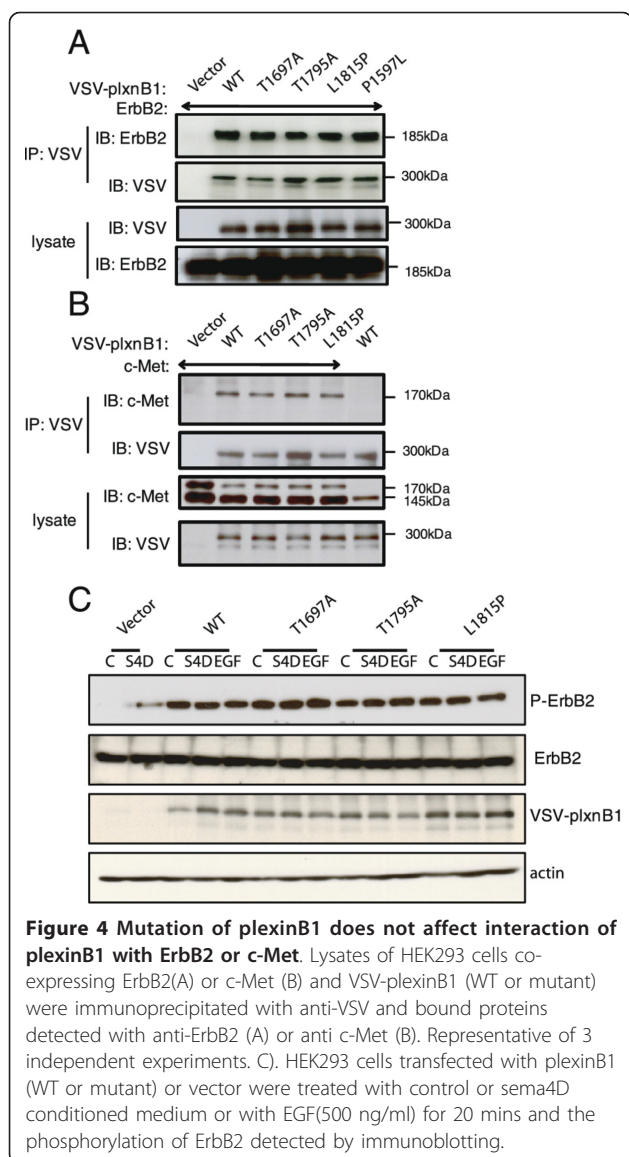 A
Vector WT T1697A T1795A L1815P P1597L
VSV-plxnB1:
ErbB2:
IP: VSV
IB: ErbB2
185kDa
IB: VSV
300kDa
lysate
IB: VSV
300kDa
IB: ErbB2
185kDa
B
Vector WT T1697A T1795A L1815P WT
VSV-plxnB1:
c-Met:
IP: VSV
IB: c-Met
170kDa
IB: VSV
300kDa
lysate
IB: c-Met
170kDa
145kDa
IB: VSV
300kDa
C
Vector WT T1697A T1795A L1815P
C S4D C S4D EGF C S4D EGF C S4D EGF C S4D EGF
P-ErbB2
ErbB2
VSV-plxnB1
actin
Figure 4 Mutation of plexinB1 does not affect interaction of
plexinB1 with ErbB2 or c-Met. Lysates of HEK293 cells co-
expressing ErbB2(A) or c-Met (B) and VSV-plexinB1 (WT or mutant)
were immunoprecipitated with anti-VSV and bound proteins
detected with anti-ErbB2 (A) or anti c-Met (B). Representative of 3
independent experiments. C). HEK293 cells transfected with plexinB1
(WT or mutant) or vector were treated with control or sema4D
conditioned medium or with EGF(500 ng/ml) for 20 mins and the
phosphorylation of ErbB2 detected by immunoblotting.